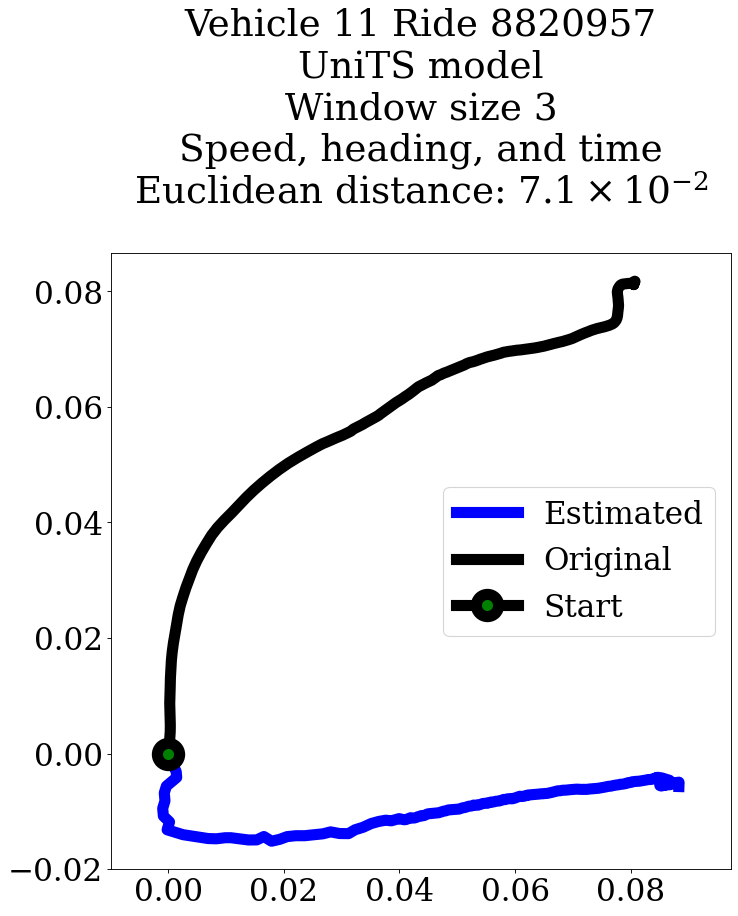 Vehicle 11 Ride 8820957
UniTS model
Window size 3
Speed, heading, and time
Euclidean distance: 7.1 × 10⁻²
0.08
0.06
0.04
0.02
0.00
−0.02
Estimated
Original
Start
0.00 0.02 0.04 0.06 0.08